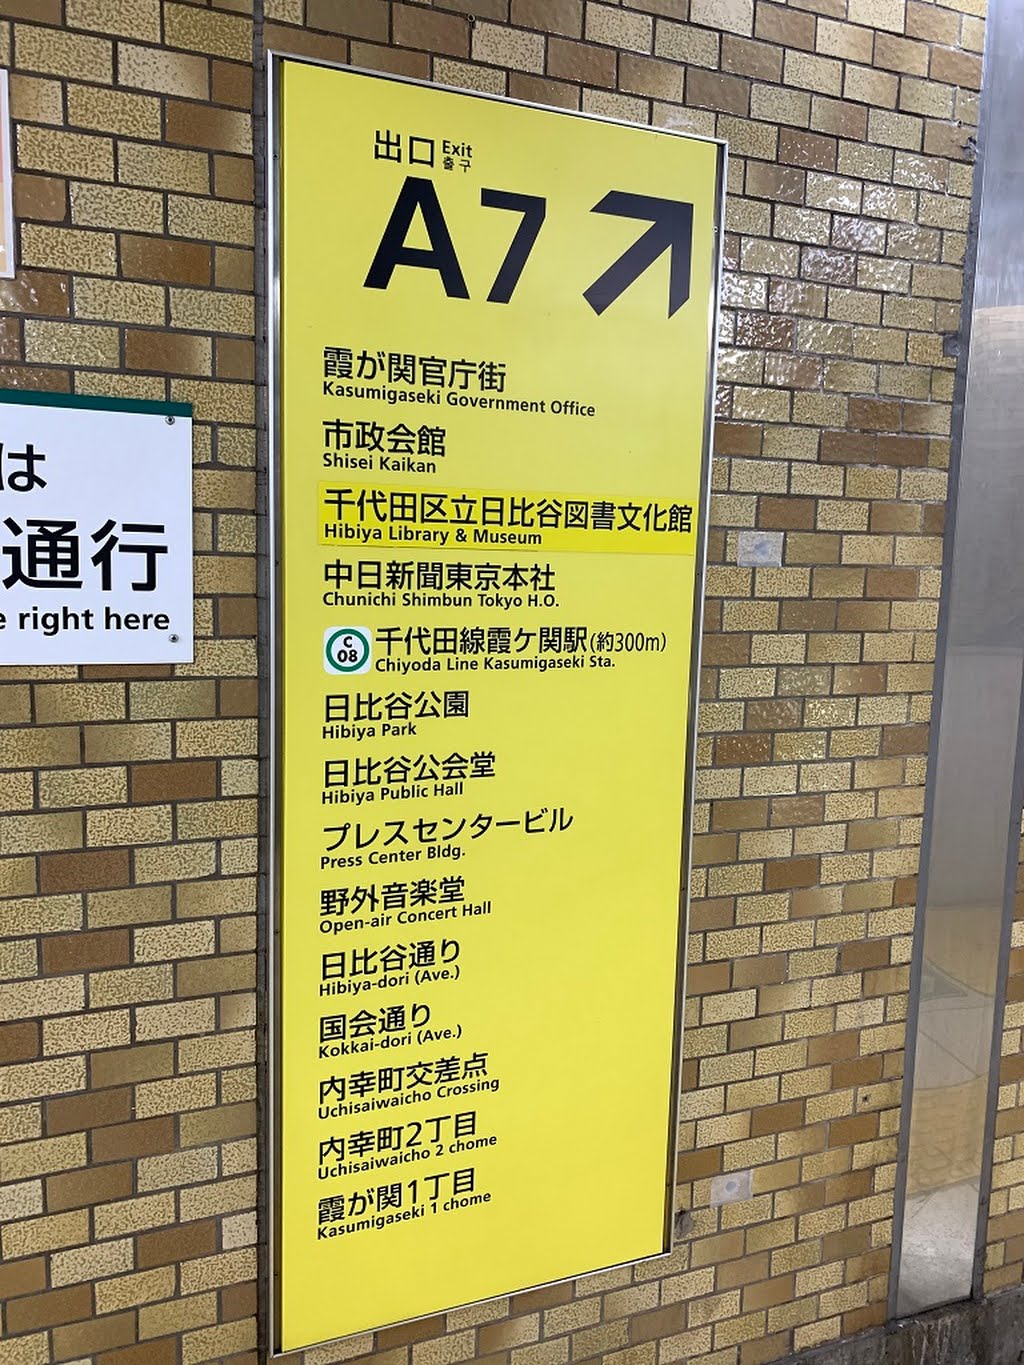 出口 Exit
출구
A7
霞が関官庁街
Kasumigaseki Government Office
市政会館
Shisei Kaikan
千代田区立日比谷図書文化館
Hibiya Library & Museum
中日新聞東京本社
Chunichi Shimbun Tokyo H.O.
C
08
千代田線霞ケ関駅(約300m)
Chiyoda Line Kasumigaseki Sta.
日比谷公園
Hibiya Park
日比谷公会堂
Hibiya Public Hall
プレスセンタービル
Press Center Bldg.
野外音楽堂
Open-air Concert Hall
日比谷通り
Hibiya-dori (Ave.)
国会通り
Kokkai-dori (Ave.)
内幸町交差点
Uchisaiwaicho Crossing
内幸町2丁目
Uchisaiwaicho 2 chome
霞が関1丁目
Kasumigaseki 1 chome
は
通行
right here